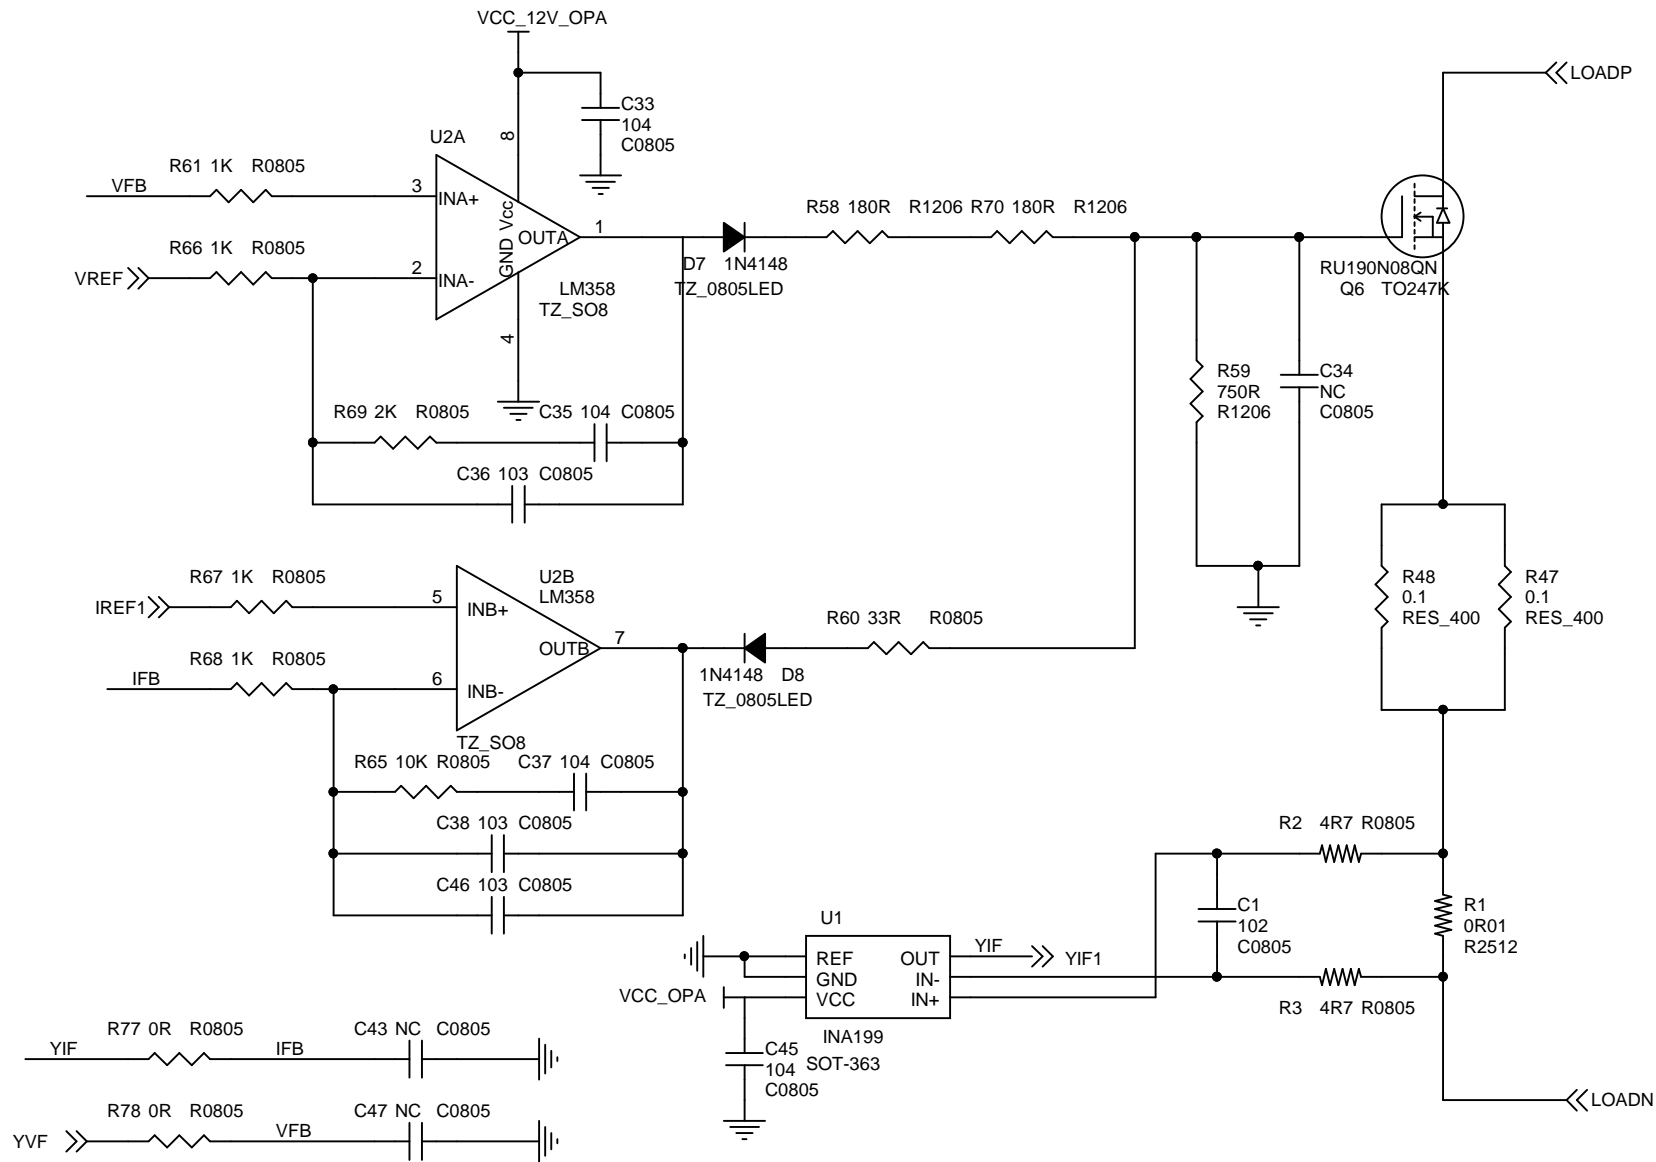 VCC_12V_OPA
LOADP
C33
104
C0805
U2A
8
R61 1K R0805
VFB
3
INA+
Vcc
GND
OUTA
1
R58 180R R1206 R70 180R R1206
R66 1K R0805
VREF
2
INA-
D7 1N4148
TZ_0805LED
LM358
TZ_SO8
4
RU190N08QN
Q6 TO247K
R59
750R
R1206
C34
NC
C0805
R69 2K R0805
C35 104 C0805
C36 103 C0805
R67 1K R0805
IREF1
5
INB+
U2B
LM358
OUTB
7
R60 33R R0805
R68 1K R0805
IFB
6
INB-
1N4148 D8
TZ_0805LED
TZ_SO8
R48
0.1
RES_400
R47
0.1
RES_400
R65 10K R0805
C37 104 C0805
C38 103 C0805
C46 103 C0805
R2 4R7 R0805
C1
102
C0805
R1
0R01
R2512
R3 4R7 R0805
U1
REF
GND
VCC
OUT
IN-
IN+
YIF
YIF1
VCC_OPA
INA199
SOT-363
C45
104
C0805
R77 0R R0805
YIF
IFB
C43 NC C0805
R78 0R R0805
YVF
VFB
C47 NC C0805
LOADN